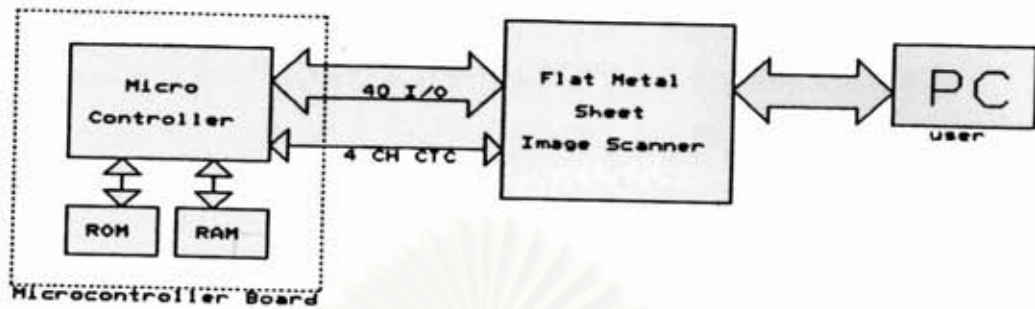 Micro
Controller
ROM
RAM
Microcontroller Board
40 I/O
4 CH CTC
Flat Metal
Sheet
Image Scanner
PC
user